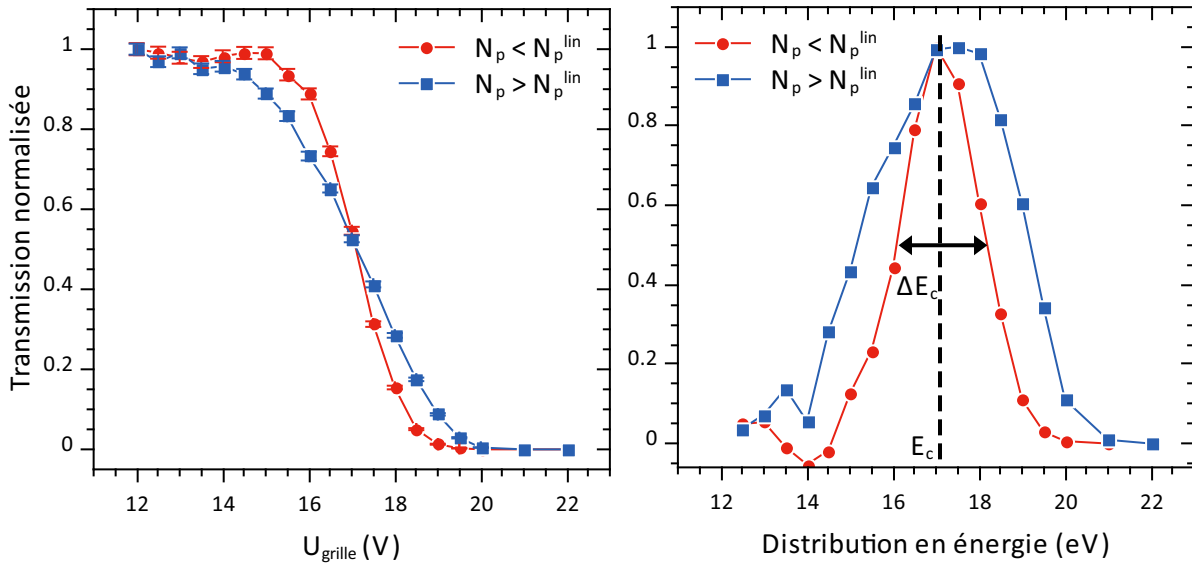 Transmission normalisée
1
0.8
0.6
0.4
0.2
0
12 14 16 18 20 22
U_grille (V)
N_p < N_p^lin
N_p > N_p^lin
1
0.8
0.6
0.4
0.2
0
12 14 16 18 20 22
Distribution en énergie (eV)
N_p < N_p^lin
N_p > N_p^lin
ΔE_c
E_c